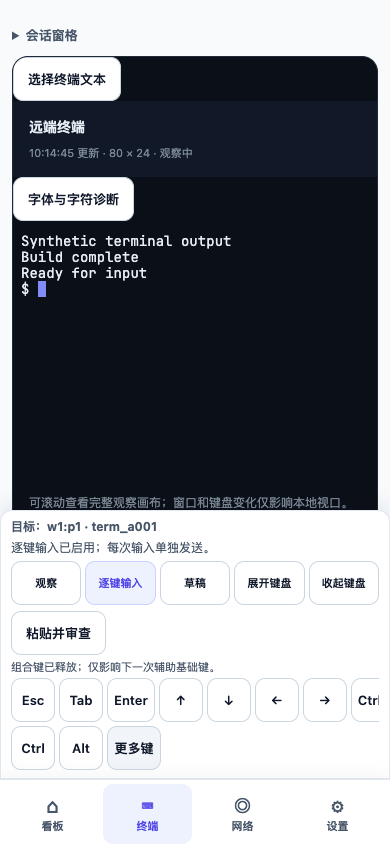 ▶ 会话窗格
选择终端文本
远端终端
10:14:45 更新 · 80 × 24 · 观察中
字体与字符诊断
Synthetic terminal output
Build complete
Ready for input
$
可滚动查看完整观察画布；窗口和键盘变化仅影响本地视口。
目标：w1:p1 · term_a001
逐键输入已启用；每次输入单独发送。
观察 逐键输入 草稿 展开键盘 收起键盘
粘贴并审查
组合键已释放；仅影响下一次辅助基础键。
Esc Tab Enter ↑ ↓ ← → Ctrl
Ctrl Alt 更多键
看板 终端 网络 设置